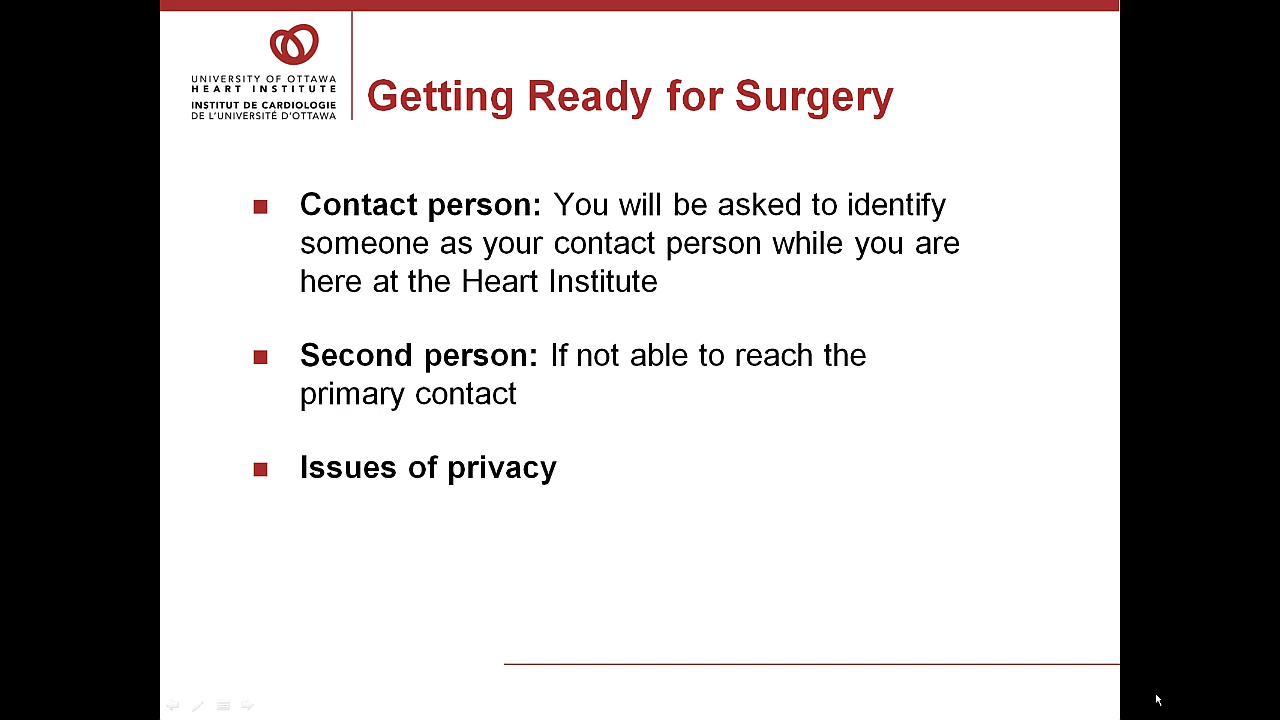 UNIVERSITY OF OTTAWA
HEART INSTITUTE
INSTITUT DE CARDIOLOGIE
DE L'UNIVERSITÉ D'OTTAWA
Getting Ready for Surgery
Contact person: You will be asked to identify
someone as your contact person while you are
here at the Heart Institute
Second person: If not able to reach the
primary contact
Issues of privacy